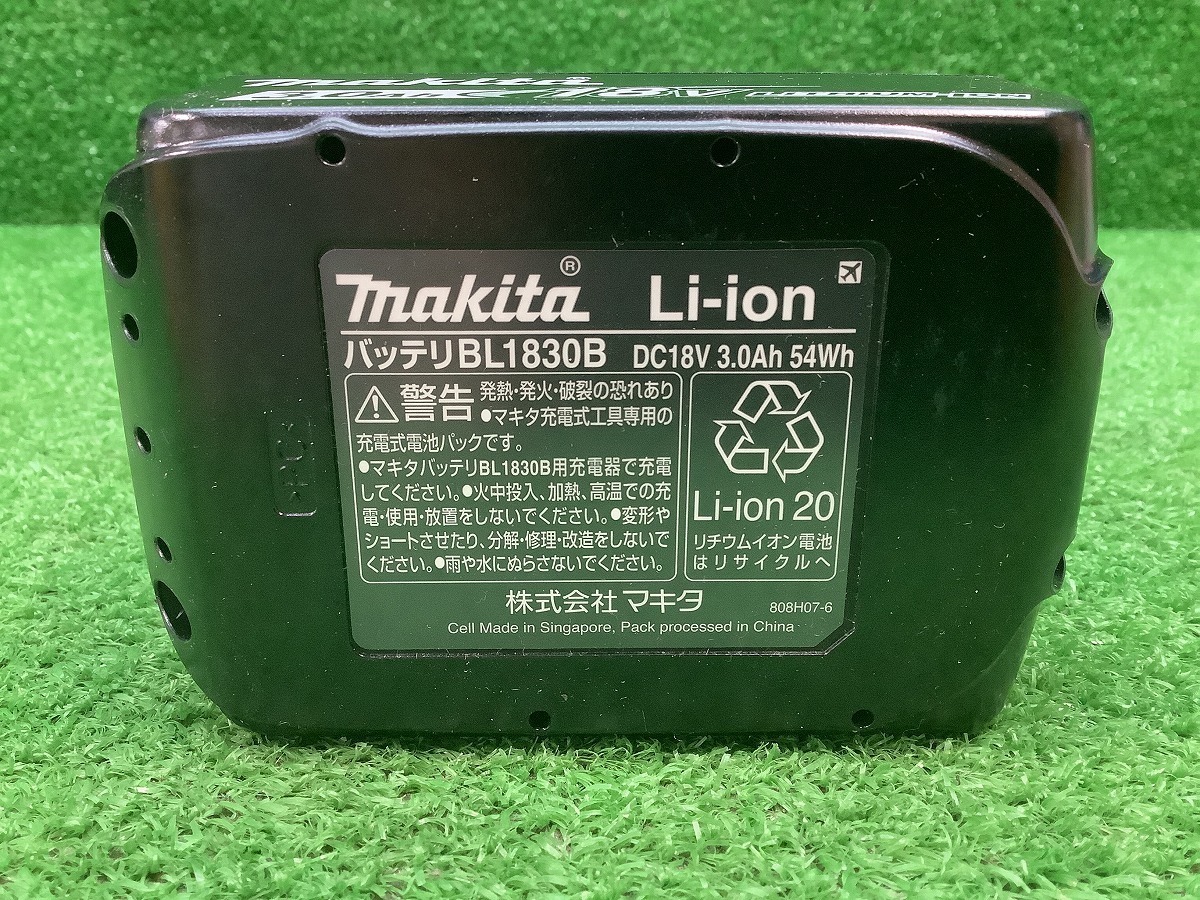 makita
18V
makita® Li-ion
バッテリBL1830B DC18V 3.0Ah 54Wh
警告 発熱・発火・破裂の恐れあり
●マキタ充電式工具専用の
充電式電池パックです。
●マキタバッテリBL1830B用充電器で充電
してください。●火中投入、加熱、高温での充
電・使用・放置をしないでください。●変形や
ショートさせたり、分解・修理・改造をしないで
ください。●雨や水にぬらさないでください。
Li-ion 20
リチウムイオン電池
はリサイクルへ
株式会社マキタ 808H07-6
Cell Made in Singapore, Pack processed in China
>PC<